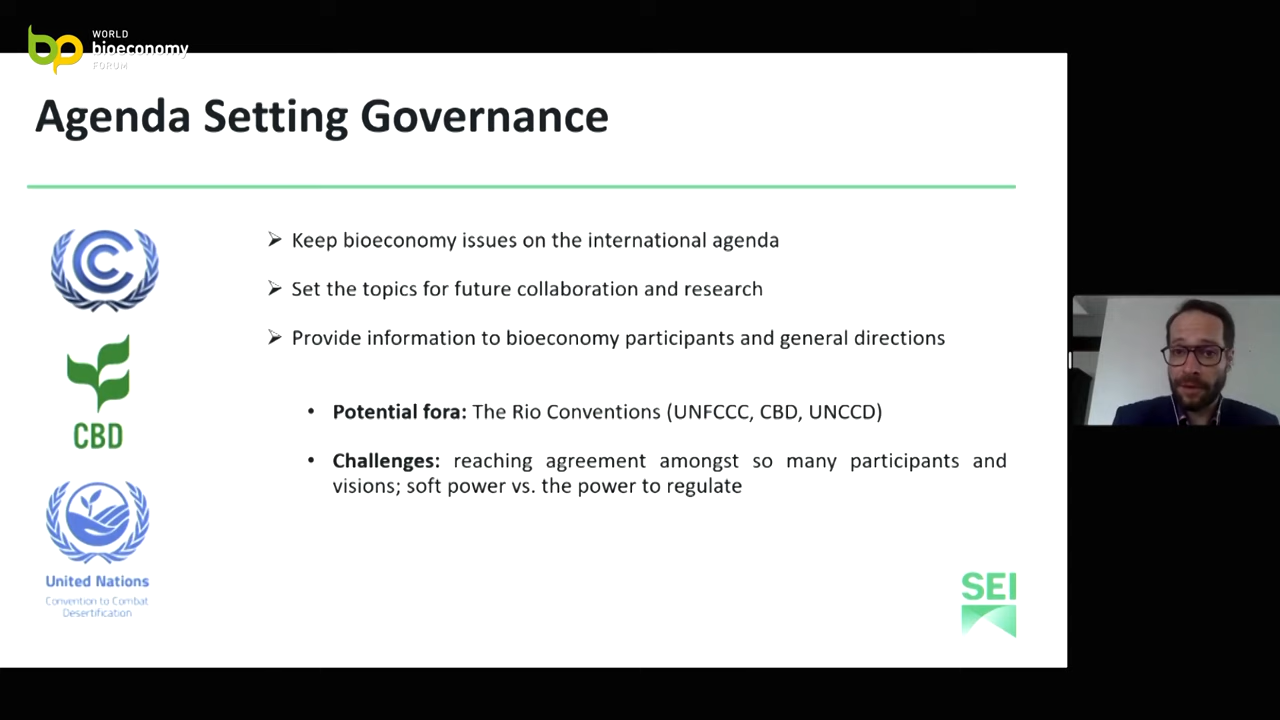 WORLD
bioeconomy
FORUM
Agenda Setting Governance
Keep bioeconomy issues on the international agenda
Set the topics for future collaboration and research
Provide information to bioeconomy participants and general directions
Potential fora: The Rio Conventions (UNFCCC, CBD, UNCCD)
Challenges: reaching agreement amongst so many participants and
visions; soft power vs. the power to regulate
CBD
United Nations
Convention to Combat
Desertification
SEI